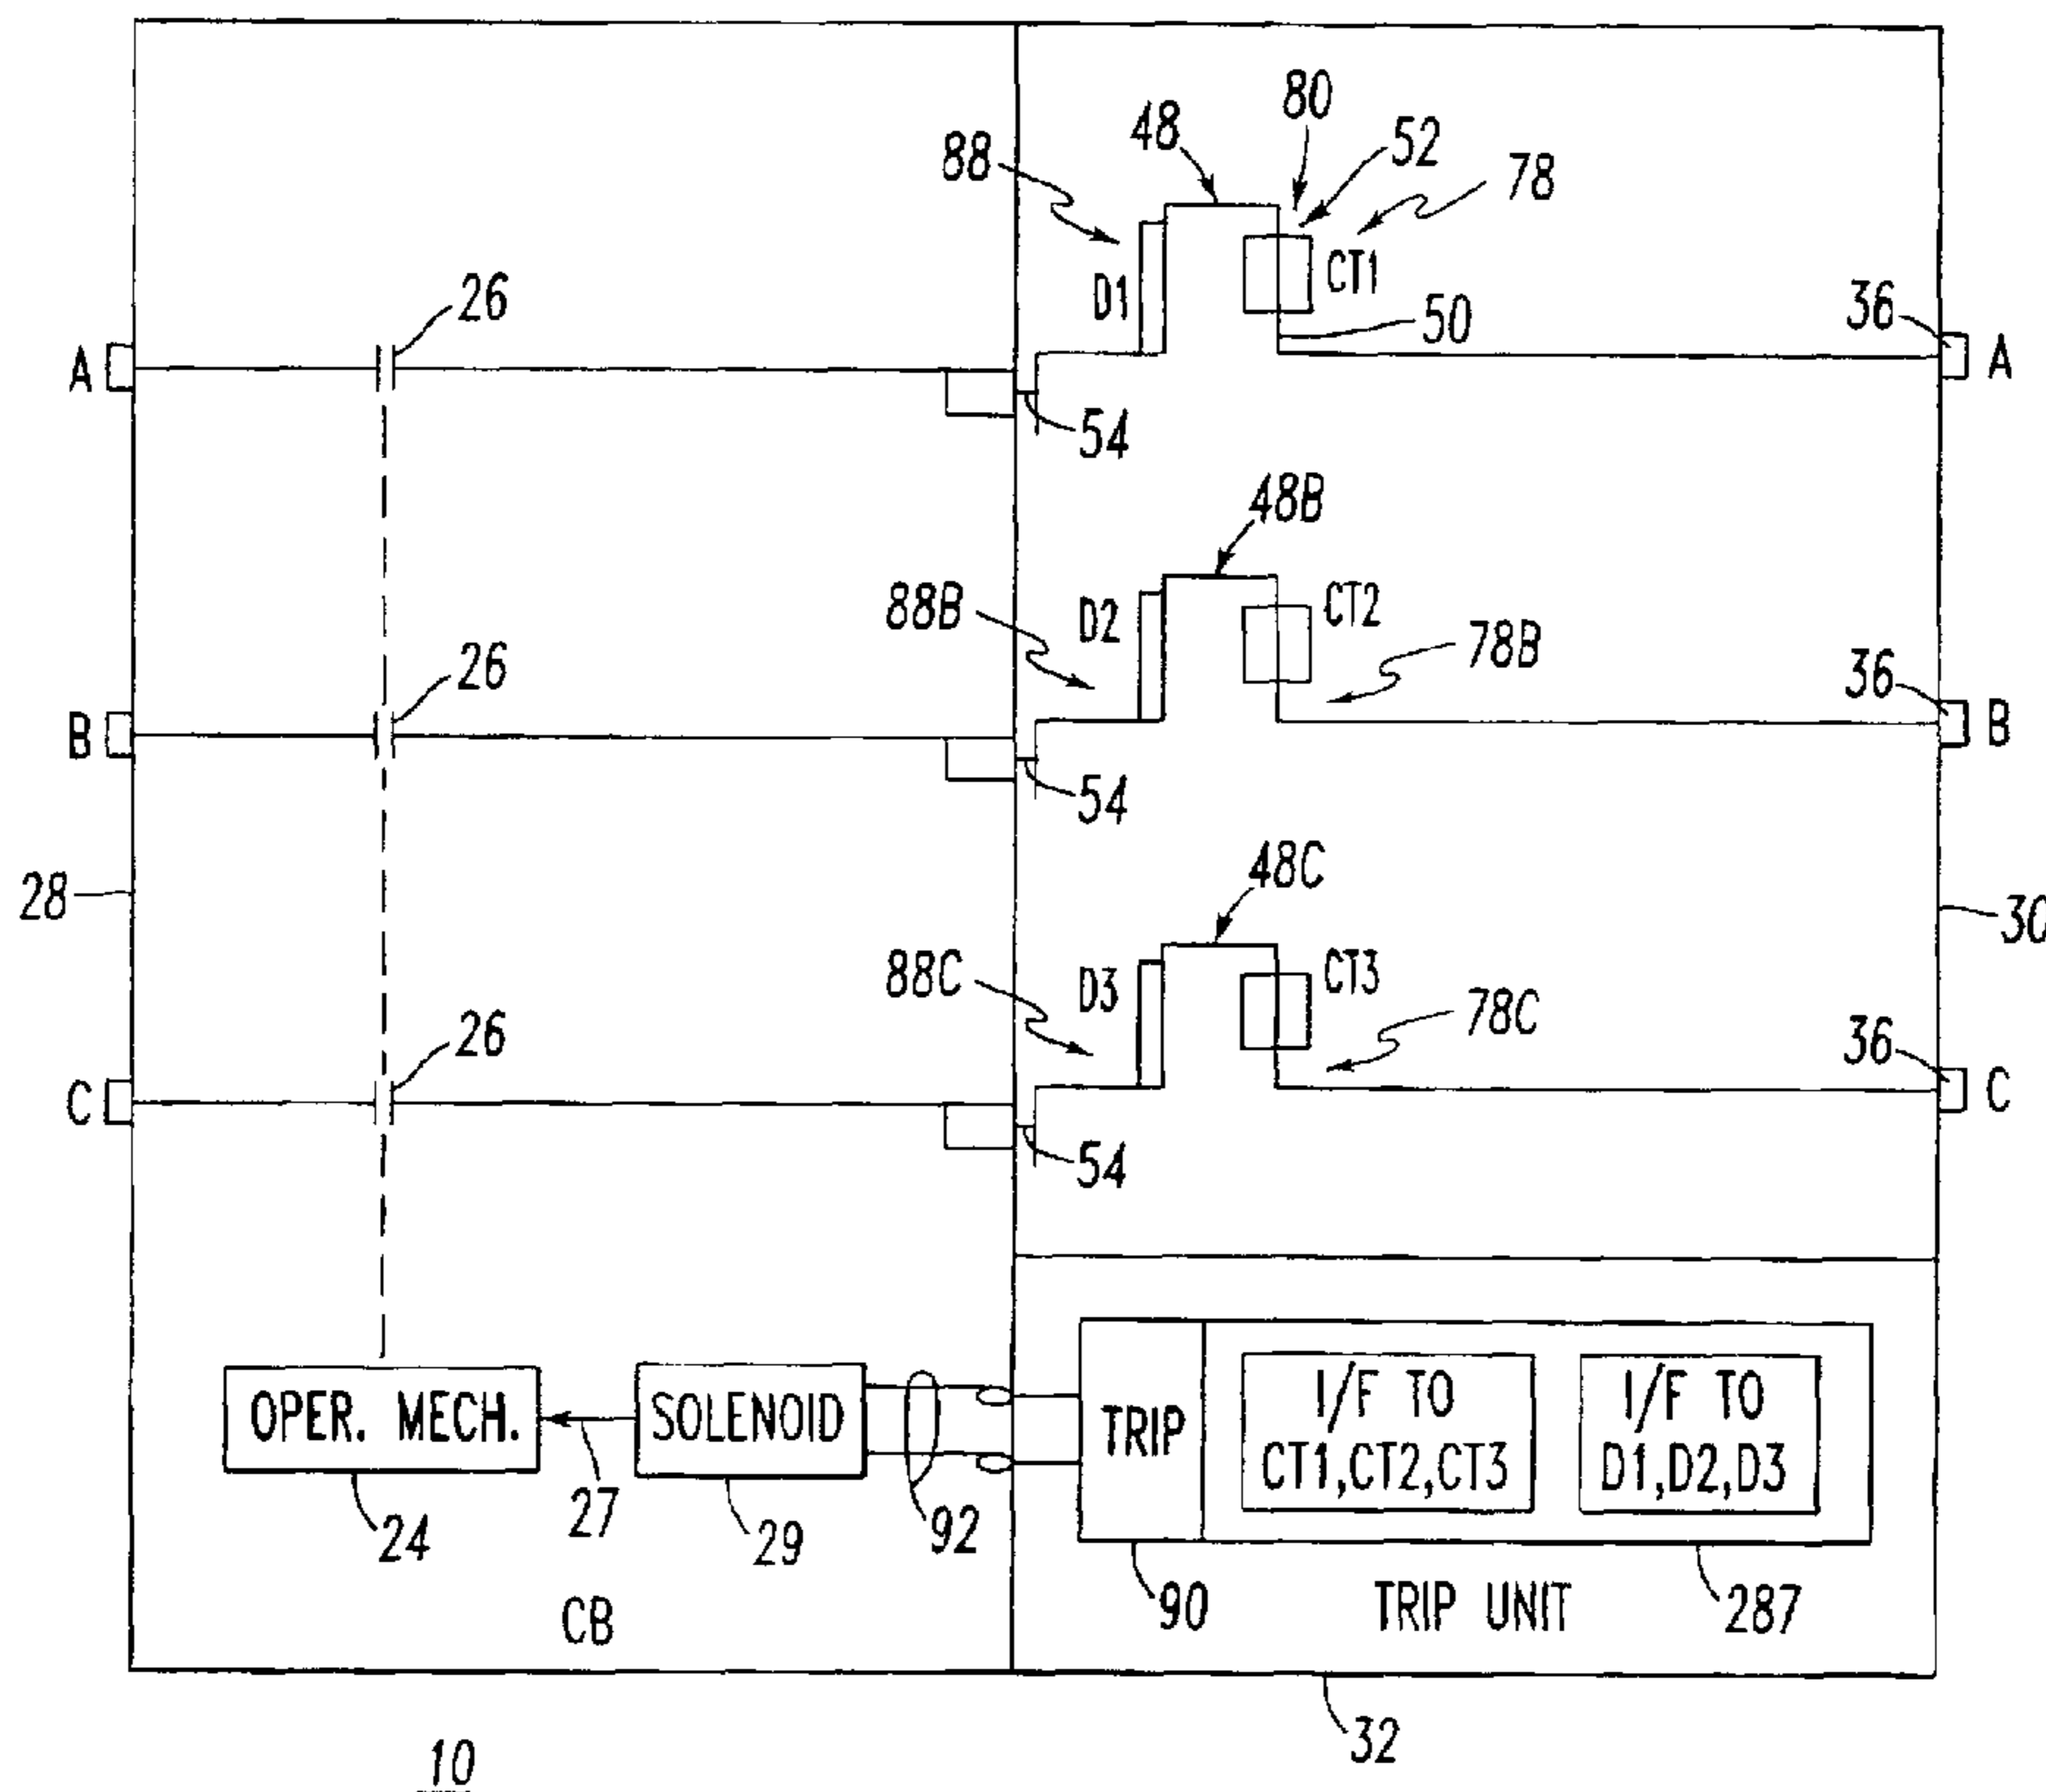 80
48
52
88
78
D1
CT1
26
50
36
A
A
54
48B
88B
D2
CT2
26
78B
36
B
B
54
48C
28
30
88C
D3
CT3
26
78C
36
C
C
54
OPER. MECH.
SOLENOID
TRIP
I/F TO
CT1,CT2,CT3
I/F TO
D1,D2,D3
24
27
29
92
90
287
CB
TRIP UNIT
32
10